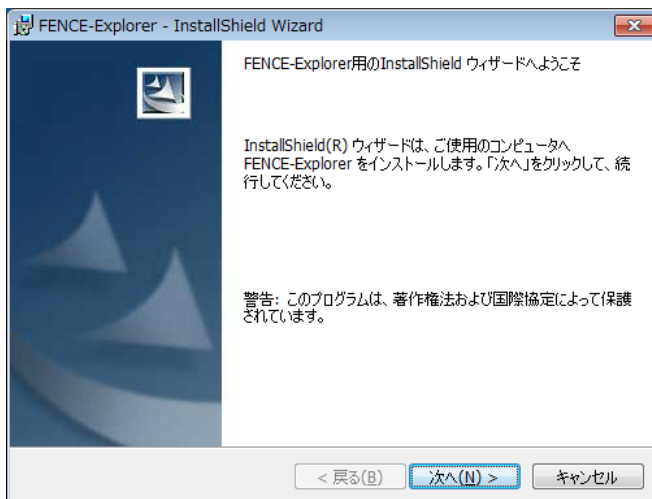 FENCE-Explorer - InstallShield Wizard
FENCE-Explorer用のInstallShield ウィザードへようこそ
InstallShield(R) ウィザードは、ご使用のコンピュータへ
FENCE-Explorer をインストールします。「次へ」をクリックして、続
行してください。
警告: このプログラムは、著作権法および国際協定によって保護
されています。
< 戻る(B)
次へ(N) >
キャンセル